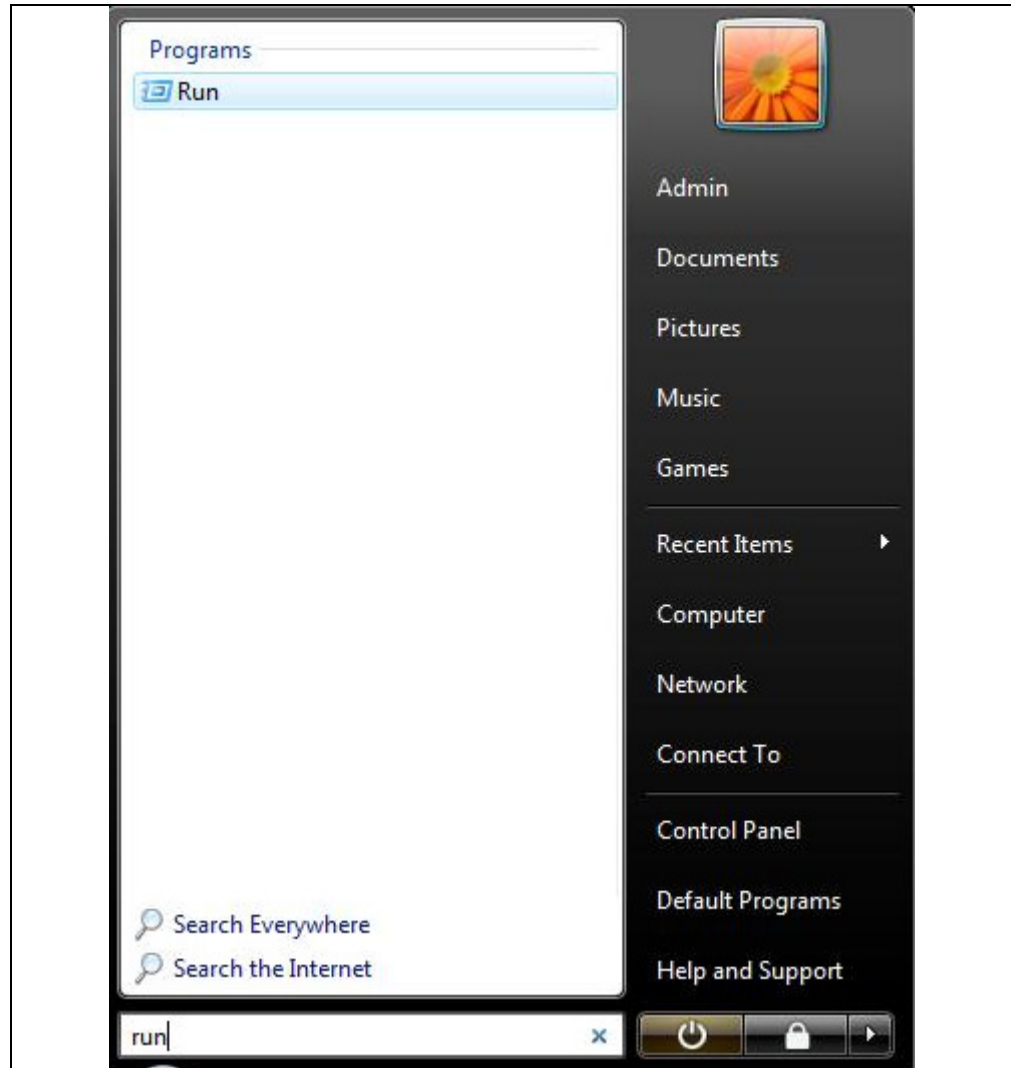 Programs
Run
Search Everywhere
Search the Internet
run
Admin
Documents
Pictures
Music
Games
Recent Items
Computer
Network
Connect To
Control Panel
Default Programs
Help and Support